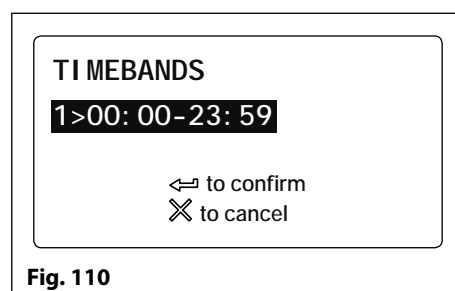 TIMEBANDS
1>00:00-23:59
to confirm
to cancel
Fig. 110